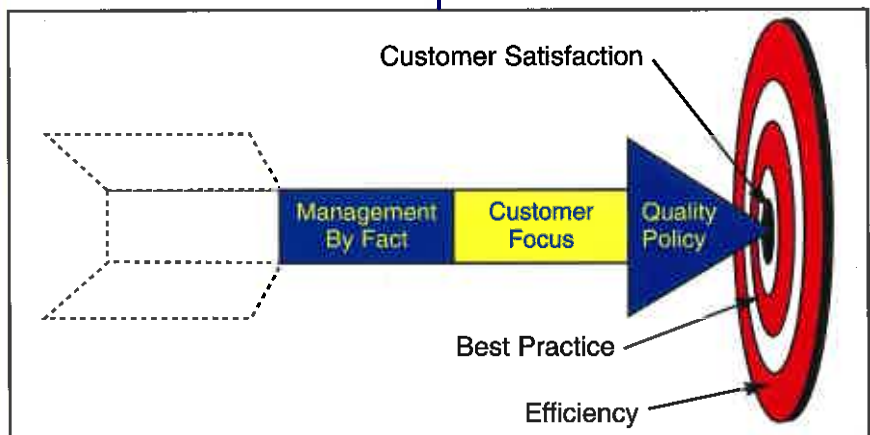 Customer Satisfaction
Management
By Fact
Customer
Focus
Quality
Policy
Best Practice
Efficiency